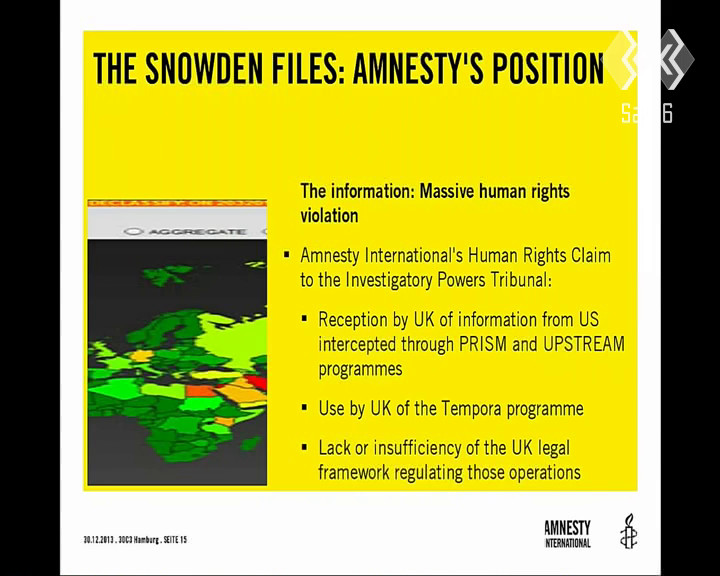 THE SNOWDEN FILES: AMNESTY'S POSITION
The information: Massive human rights
violation
Amnesty International's Human Rights Claim
to the Investigatory Powers Tribunal:
Reception by UK of information from US
intercepted through PRISM and UPSTREAM
programmes
Use by UK of the Tempora programme
Lack or insufficiency of the UK legal
framework regulating those operations
AGGREGATE
30.12.2013 . 30C3 Hamburg . SEITE 15
AMNESTY
INTERNATIONAL